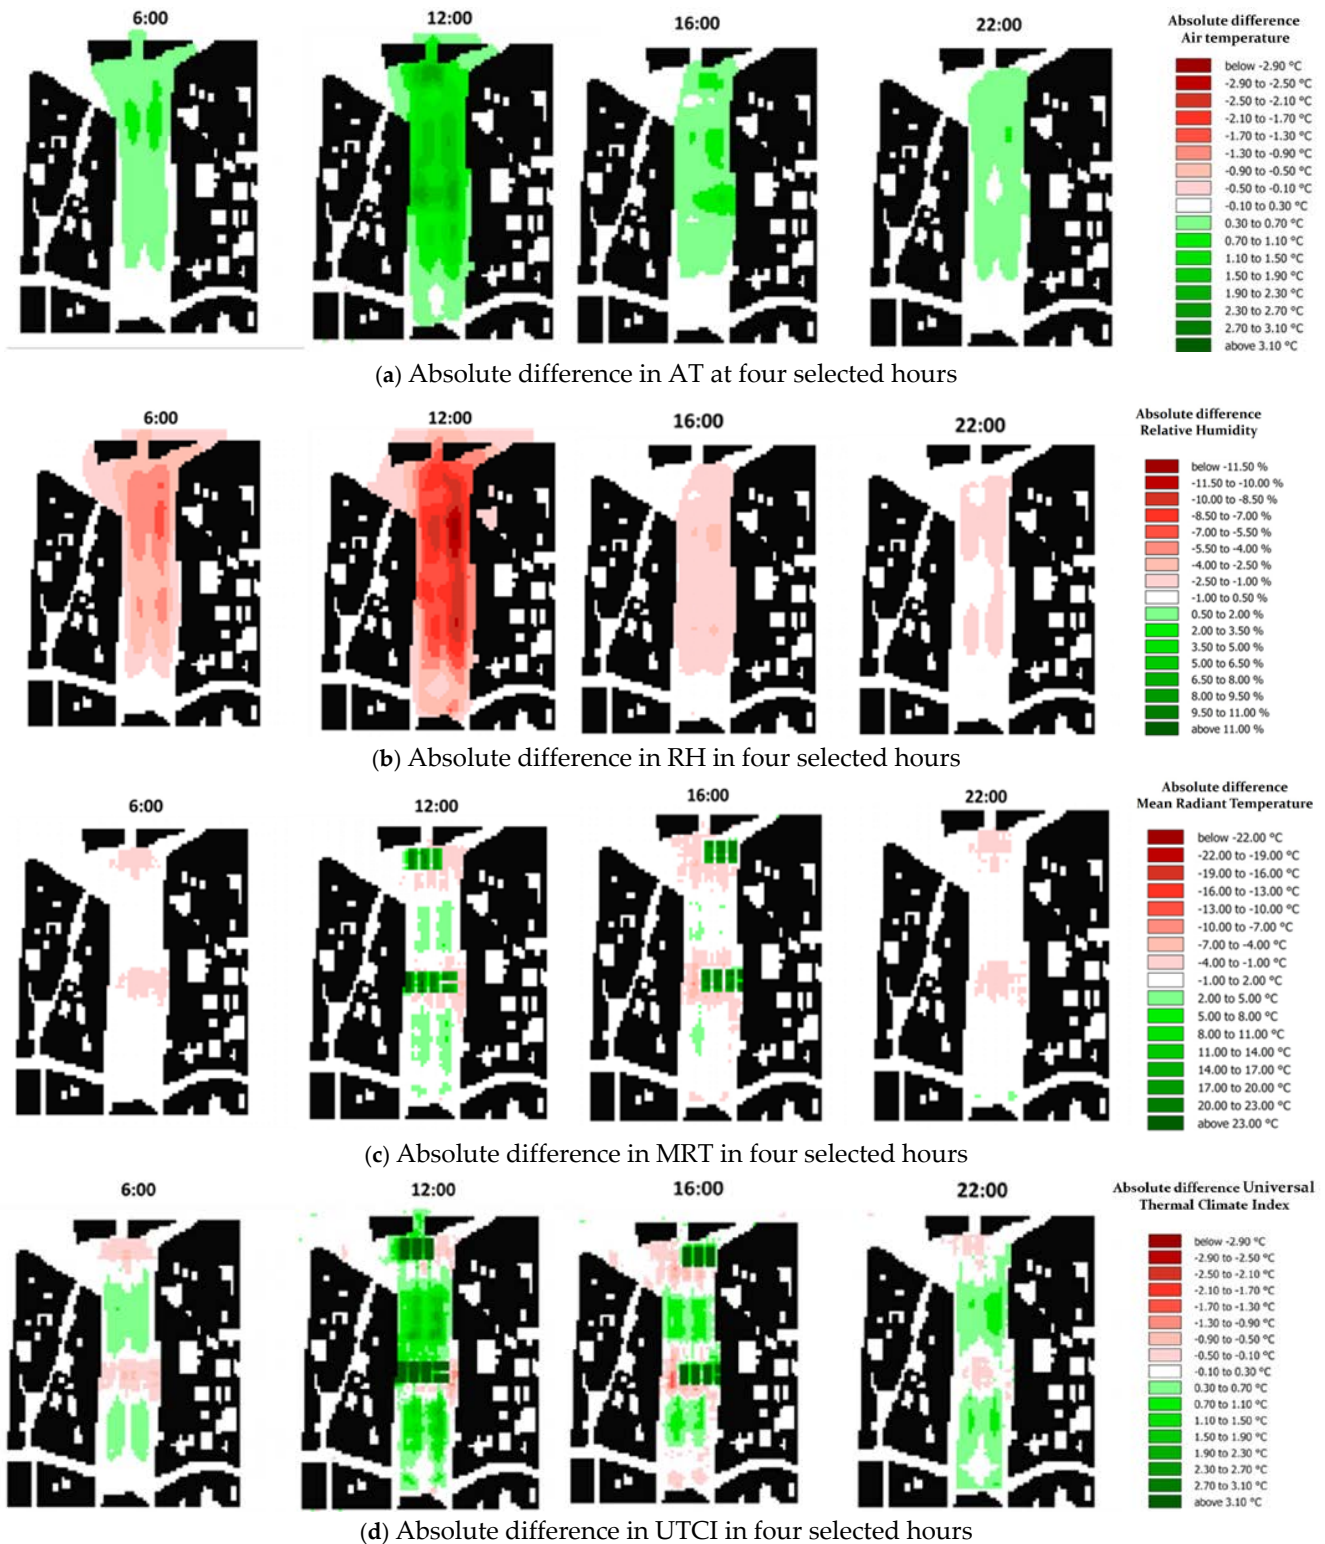 6:00
12:00
16:00
22:00
Absolute difference
Air temperature
below -2.90 °C
-2.90 to -2.50 °C
-2.50 to -2.10 °C
-2.10 to -1.70 °C
-1.70 to -1.30 °C
-1.30 to -0.90 °C
-0.90 to -0.50 °C
-0.50 to -0.10 °C
-0.10 to 0.30 °C
0.30 to 0.70 °C
0.70 to 1.10 °C
1.10 to 1.50 °C
1.50 to 1.90 °C
1.90 to 2.30 °C
2.30 to 2.70 °C
2.70 to 3.10 °C
above 3.10 °C
(a) Absolute difference in AT at four selected hours
6:00
12:00
16:00
22:00
Absolute difference
Relative Humidity
below -11.50 %
-11.50 to -10.00 %
-10.00 to -8.50 %
-8.50 to -7.00 %
-7.00 to -5.50 %
-5.50 to -4.00 %
-4.00 to -2.50 %
-2.50 to -1.00 %
-1.00 to 0.50 %
0.50 to 2.00 %
2.00 to 3.50 %
3.50 to 5.00 %
5.00 to 6.50 %
6.50 to 8.00 %
8.00 to 9.50 %
9.50 to 11.00 %
above 11.00 %
(b) Absolute difference in RH in four selected hours
6:00
12:00
16:00
22:00
Absolute difference
Mean Radiant Temperature
below -22.00 °C
-22.00 to -19.00 °C
-19.00 to -16.00 °C
-16.00 to -13.00 °C
-13.00 to -10.00 °C
-10.00 to -7.00 °C
-7.00 to -4.00 °C
-4.00 to -1.00 °C
-1.00 to 2.00 °C
2.00 to 5.00 °C
5.00 to 8.00 °C
8.00 to 11.00 °C
11.00 to 14.00 °C
14.00 to 17.00 °C
17.00 to 20.00 °C
20.00 to 23.00 °C
above 23.00 °C
(c) Absolute difference in MRT in four selected hours
6:00
12:00
16:00
22:00
Absolute difference Universal
Thermal Climate Index
below -2.90 °C
-2.90 to -2.50 °C
-2.50 to -2.10 °C
-2.10 to -1.70 °C
-1.70 to -1.30 °C
-1.30 to -0.90 °C
-0.90 to -0.50 °C
-0.50 to -0.10 °C
-0.10 to 0.30 °C
0.30 to 0.70 °C
0.70 to 1.10 °C
1.10 to 1.50 °C
1.50 to 1.90 °C
1.90 to 2.30 °C
2.30 to 2.70 °C
2.70 to 3.10 °C
above 3.10 °C
(d) Absolute difference in UTCI in four selected hours